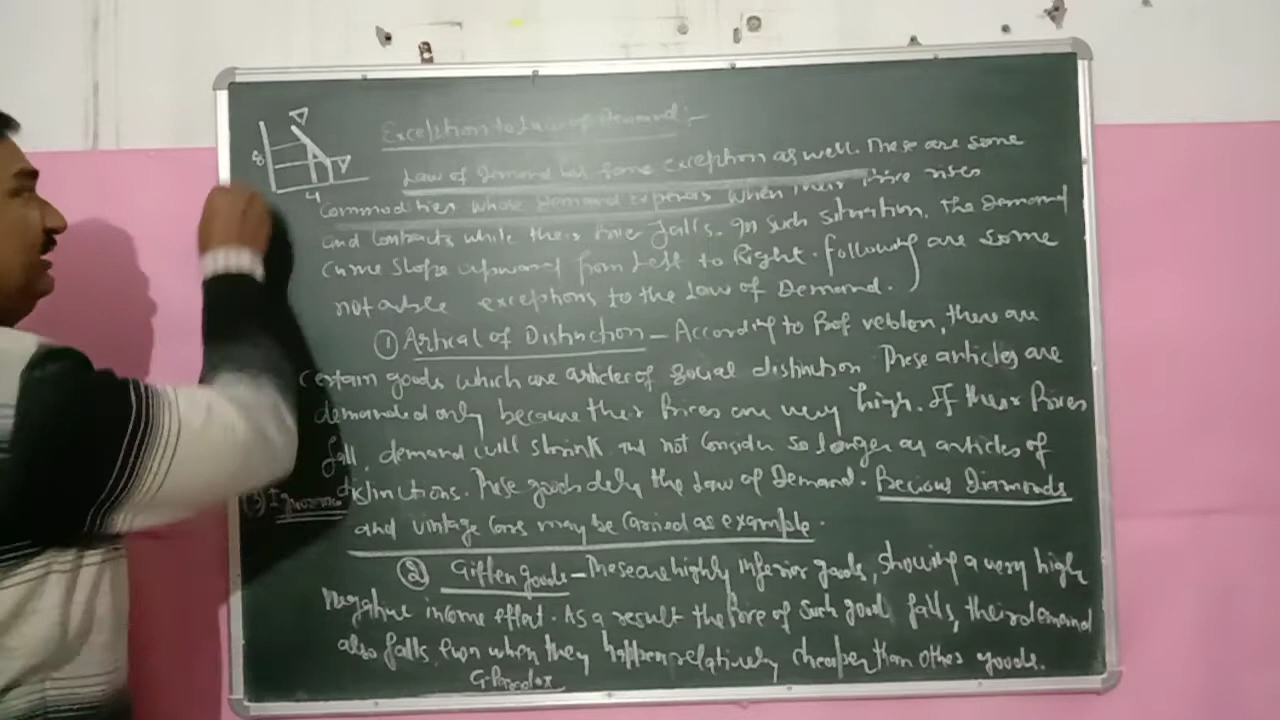 Exception to Law of Demand:-
Law of Demand has some exception as well. These are some
Commodities whose Demand expands when their Price rises
and Contracts while their Price falls. In such situation, the Demand
Curve Slope upward from Left to Right. following are some
notable exceptions to the Law of Demand.
① Artical of Distinction - According to Prof veblen, there are
certain goods which are articles of social distinction These articles are
demanded only because their Prices are very high. If their Prices
fall, demand will shrink and not Consider so longer as articles of
distinctions. These goods defy the Law of Demand. Precious Diamonds
(3) Ignorance
and vintage Cars may be Carried as example.
② Giffen goods - These are highly inferior goods, showing a very high
negative income effect. As a result the Price of such good falls, their demand
also falls even when they happen relatively cheaper than other goods.
G-Paradox